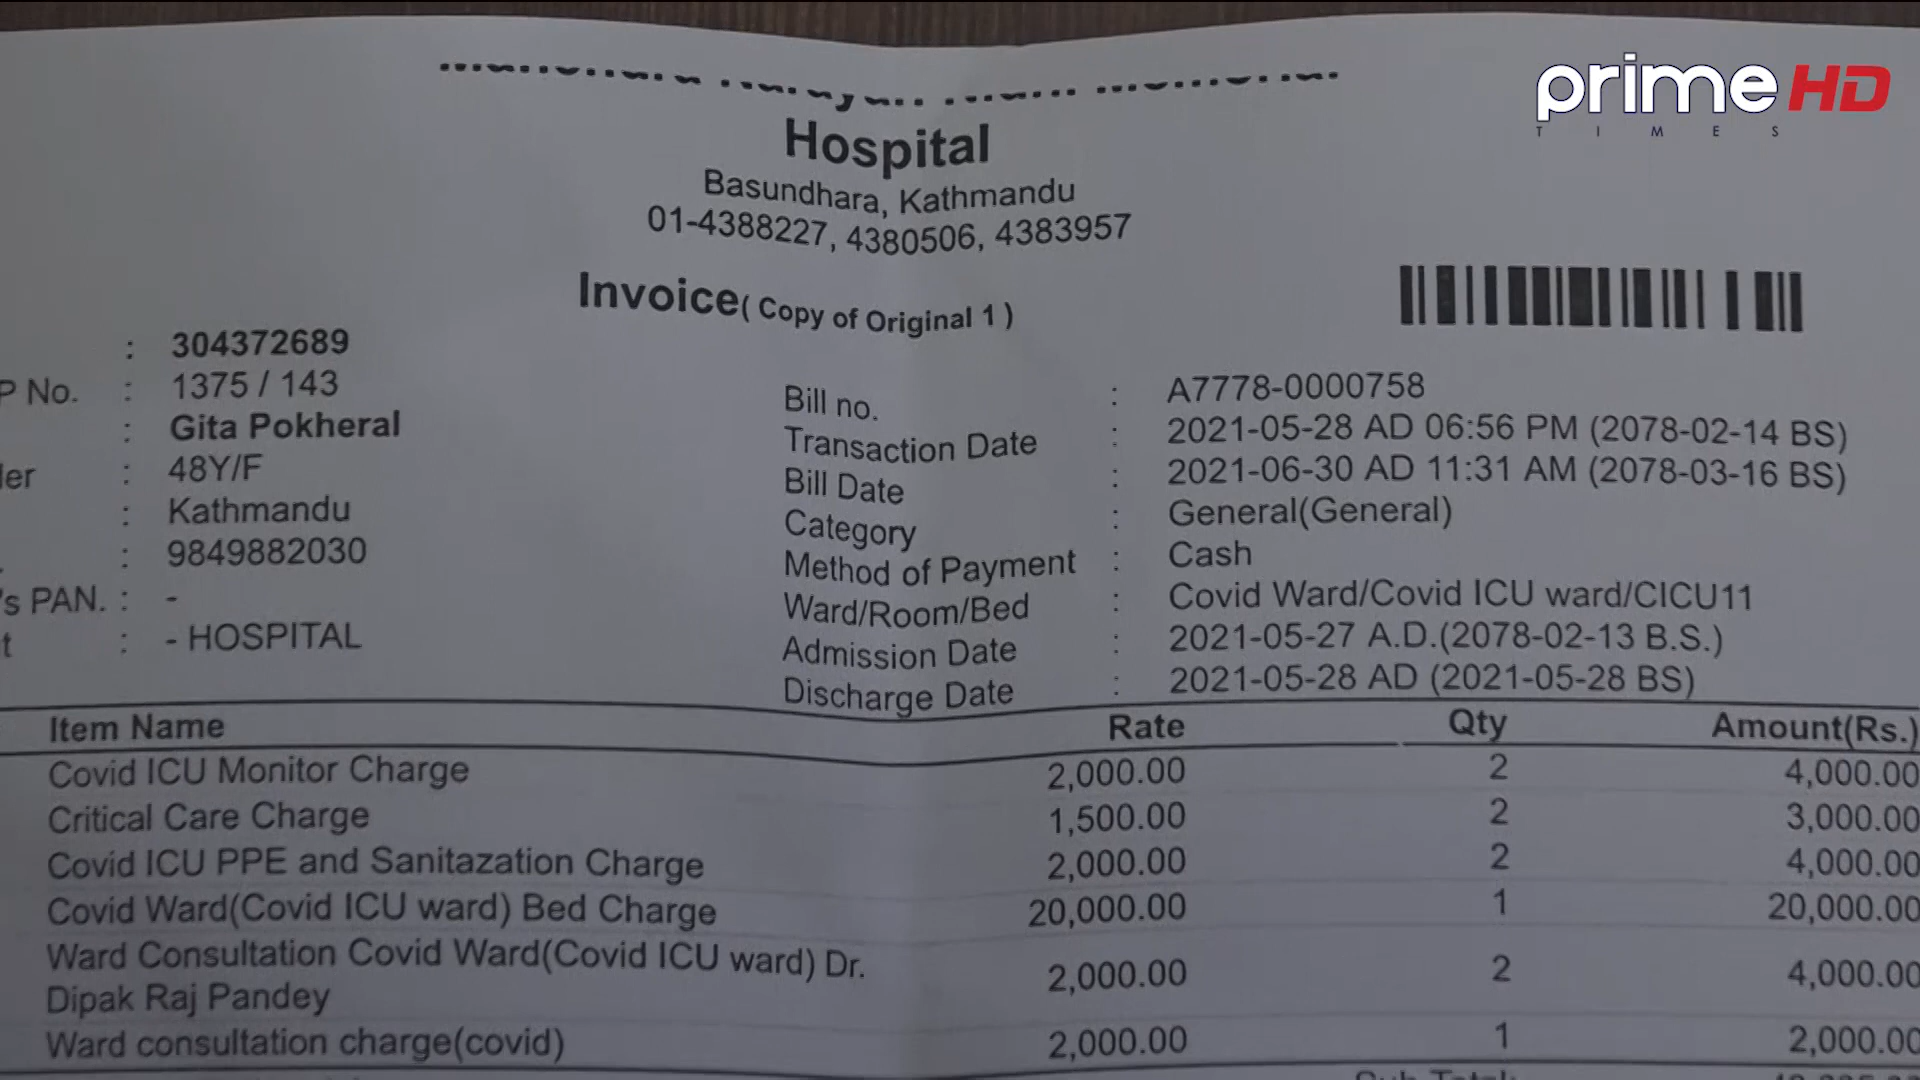 prime HD
TIMES
Hospital
Basundhara, Kathmandu
01-4388227, 4380506, 4383957
Invoice( Copy of Original 1 )
: 304372689
P No. : 1375 / 143
: Gita Pokheral
der : 48Y/F
: Kathmandu
. : 9849882030
's PAN. : -
t : - HOSPITAL
Bill no. : A7778-0000758
Transaction Date : 2021-05-28 AD 06:56 PM (2078-02-14 BS)
Bill Date : 2021-06-30 AD 11:31 AM (2078-03-16 BS)
Category : General(General)
Method of Payment : Cash
Ward/Room/Bed : Covid Ward/Covid ICU ward/CICU11
Admission Date : 2021-05-27 A.D.(2078-02-13 B.S.)
Discharge Date : 2021-05-28 AD (2021-05-28 BS)
Item Name Rate Qty Amount(Rs.)
Covid ICU Monitor Charge 2,000.00 2 4,000.00
Critical Care Charge 1,500.00 2 3,000.00
Covid ICU PPE and Sanitazation Charge 2,000.00 2 4,000.00
Covid Ward(Covid ICU ward) Bed Charge 20,000.00 1 20,000.00
Ward Consultation Covid Ward(Covid ICU ward) Dr. 2,000.00 2 4,000.00
Dipak Raj Pandey
Ward consultation charge(covid) 2,000.00 1 2,000.00